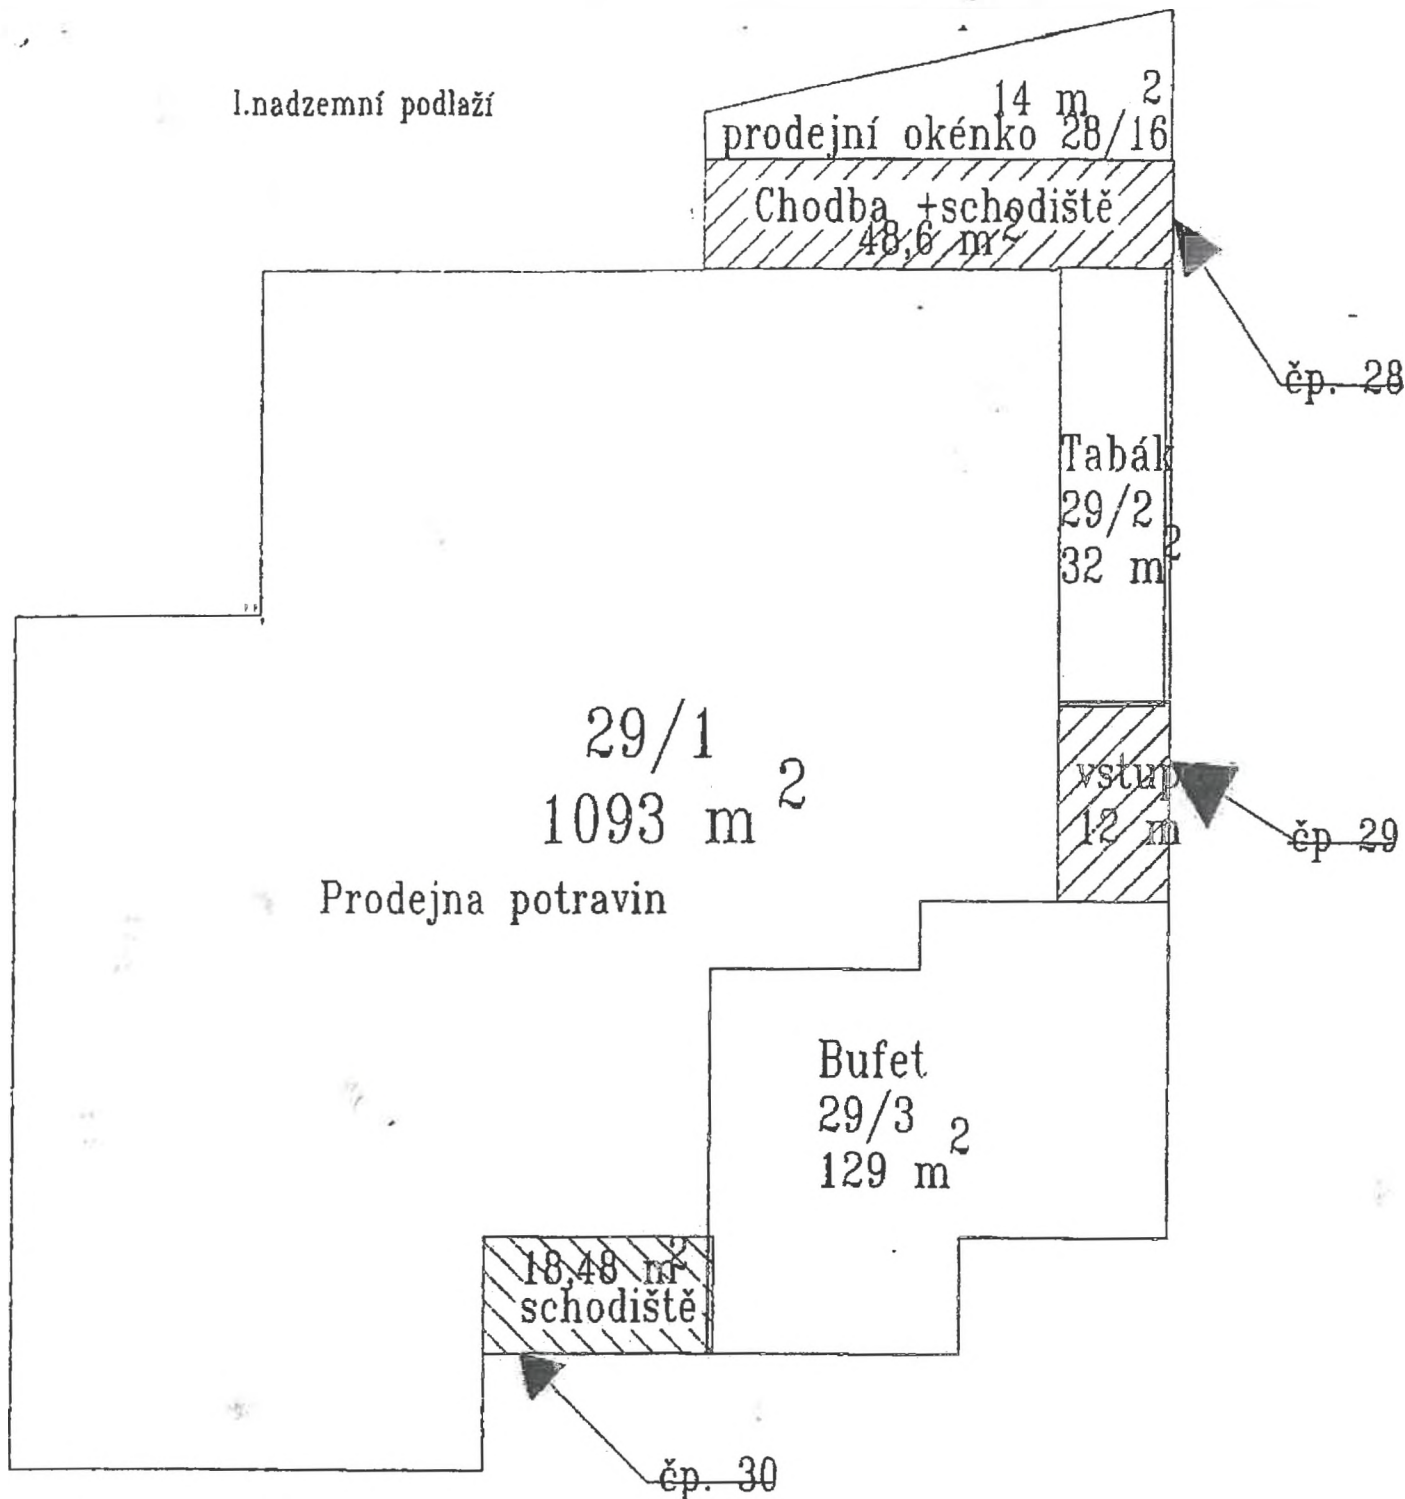 1.nadzemní podlaží
14 m 2
prodejní okénko 28/16
Chodba +schodiště
48,6 m2
čp. 28
Tabák
29/2
32 m2
29/1
1093 m 2
Prodejna potravin
vstup
12 m
čp 29
Bufet
29/3
129 m2
18,48 m2
schodiště
čp. 30